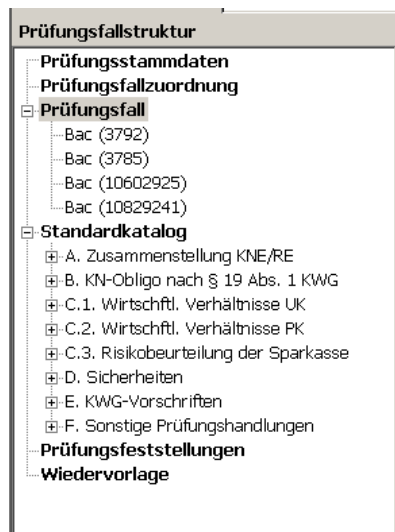 Prüfungsfallstruktur
Prüfungsstammdaten
Prüfungsfallzuordnung
Prüfungsfall
Bac (3792)
Bac (3785)
Bac (10602925)
Bac (10829241)
Standardkatalog
A. Zusammenstellung KNE/RE
B. KN-Obligo nach § 19 Abs. 1 KWG
C.1. Wirtschftl. Verhältnisse UK
C.2. Wirtschftl. Verhältnisse PK
C.3. Risikobeurteilung der Sparkasse
D. Sicherheiten
E. KWG-Vorschriften
F. Sonstige Prüfungshandlungen
Prüfungsfeststellungen
Wiedervorlage